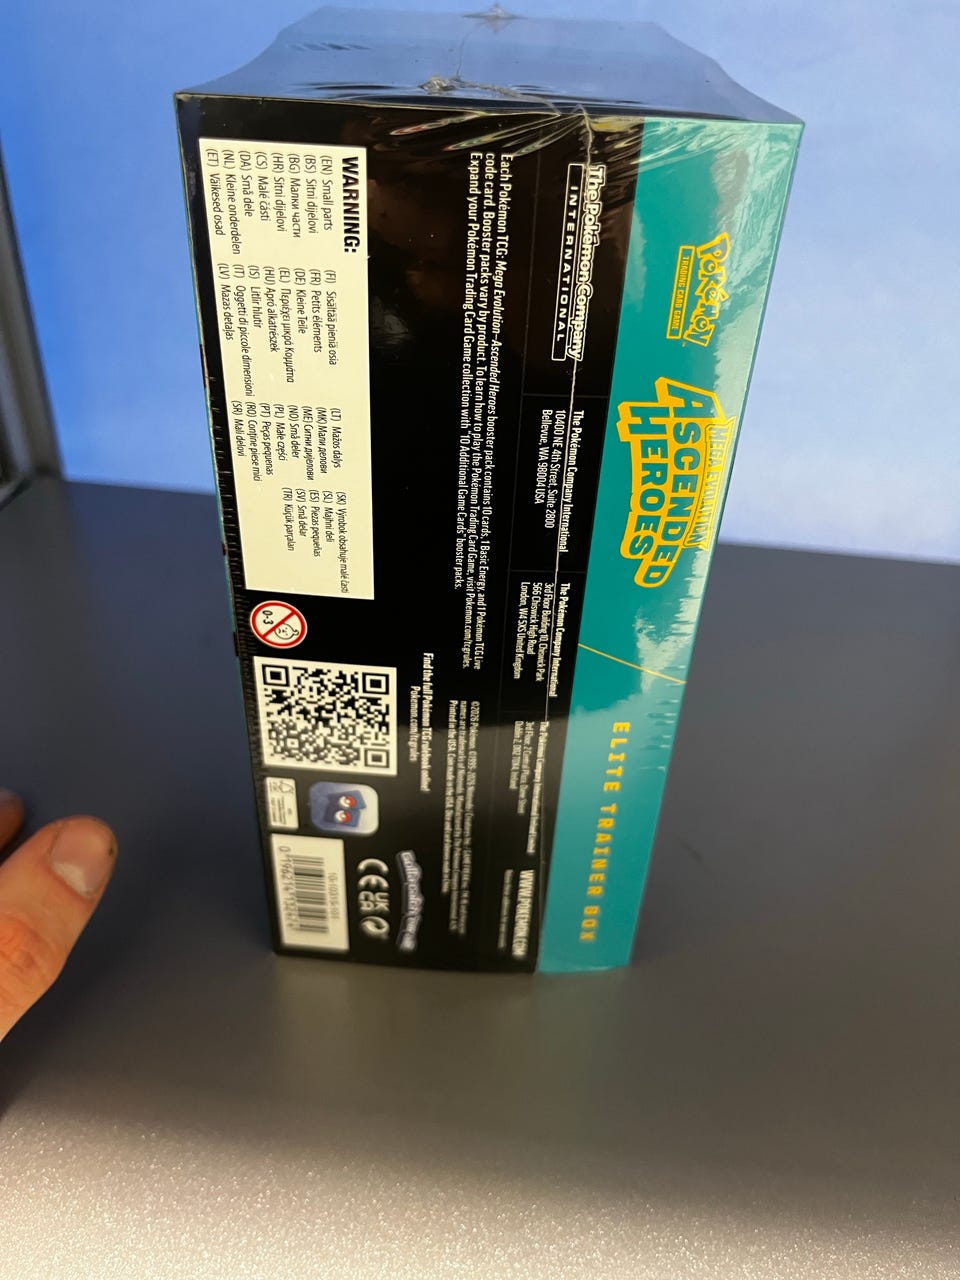 Pokémon
TRADING CARD GAME
MEGA EVOLUTION
ASCENDED
HEROES
ELITE TRAINER BOX
The Pokémon Company
INTERNATIONAL
The Pokémon Company International
10400 NE 4th Street, Suite 2800
Bellevue, WA 98004 USA
The Pokémon Company International
3rd Floor Building 10, Chiswick Park
566 Chiswick High Road
London, W4 5XS United Kingdom
WWW.POKEMON.COM
Each Pokémon TCG: Mega Evolution—Ascended Heroes booster pack contains 10 cards, 1 Basic Energy, and 1 Pokémon TCG Live
code card. Booster packs vary by product. To learn how to play the Pokémon Trading Card Game, visit Pokemon.com/tcgrules.
Expand your Pokémon Trading Card Game collection with "10 Additional Game Cards" booster packs.
Find the full Pokémon TCG rulebook online!
Pokemon.com/tcgrules
WARNING:
(EN) Small parts
(BS) Sitni dijelovi
(BG) Малки части
(HR) Sitni dijelovi
(CS) Malé části
(DA) Små dele
(NL) Kleine onderdelen
(ET) Väikesed osad
(FI) Sisältää pieniä osia
(FR) Petits éléments
(DE) Kleine Teile
(EL) Περιέχει μικρά Κομμάτια
(HU) Apró alkatrészek
(IS) Litlir hlutir
(IT) Oggetti di piccole dimensioni
(LV) Mazas detaļas
(LT) Mažos dalys
(MK) Мали делови
(ME) Ситни дијелови
(NO) Små deler
(PL) Małe części
(PT) Peças pequenas
(RO) Conține piese mici
(SR) Mali delovi
(SK) Výrobok obsahuje malé časti
(SL) Majhni deli
(ES) Piezas pequeñas
(SV) Små delar
(TR) Küçük parçaları
0-3
CE
UK
CA